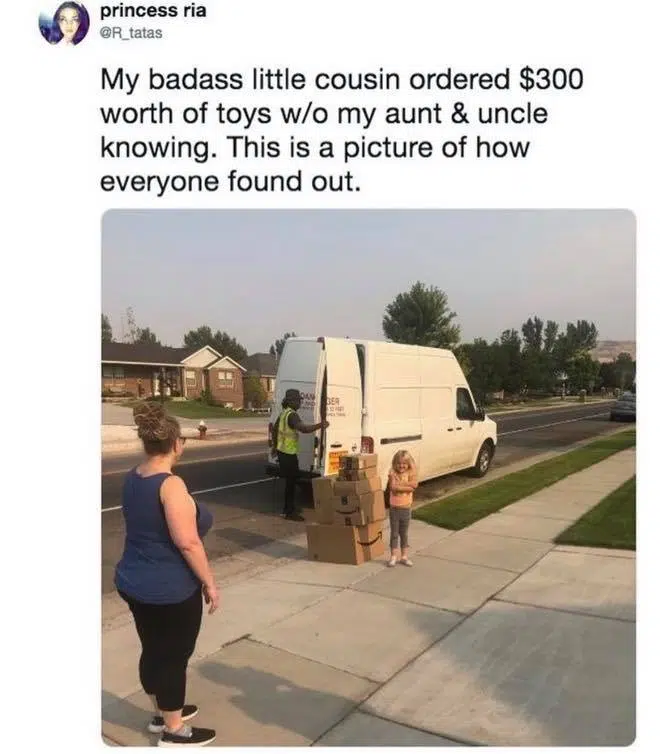 princess ria
@R_tatas
My badass little cousin ordered $300
worth of toys w/o my aunt & uncle
knowing. This is a picture of how
everyone found out.